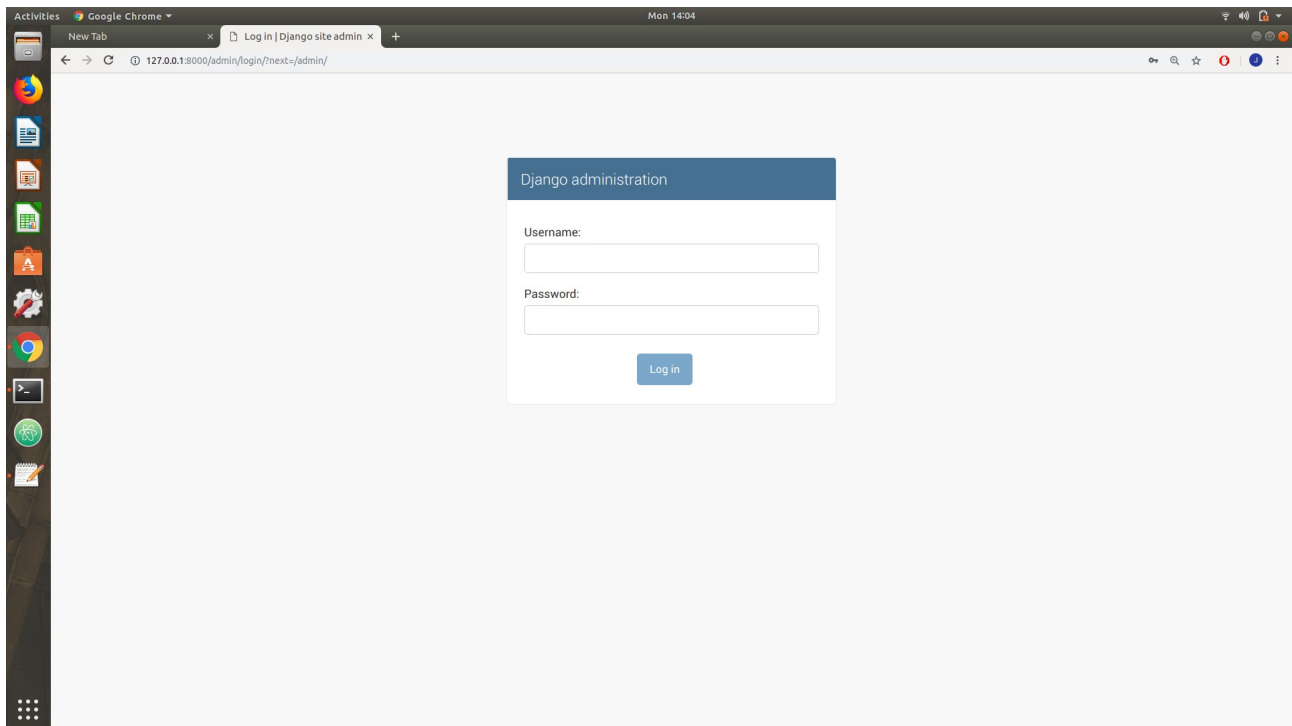 Activities Google Chrome Mon 14:04
New Tab Log in | Django site admin
127.0.0.1:8000/admin/login/?next=/admin/
J
Django administration
Username:
Password:
Log in